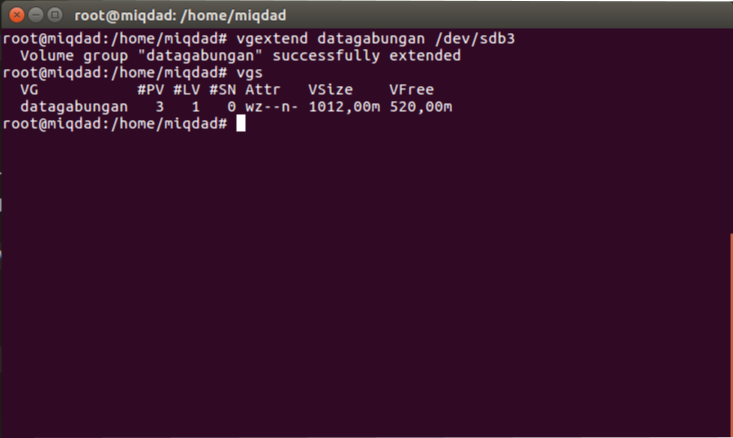 root@miqdad: /home/miqdad
root@miqdad:/home/miqdad# vgextend datagabungan /dev/sdb3
  Volume group "datagabungan" successfully extended
root@miqdad:/home/miqdad# vgs
  VG           #PV #LV #SN Attr   VSize    VFree
  datagabungan   3   1   0 wz--n- 1012,00m 520,00m
root@miqdad:/home/miqdad#